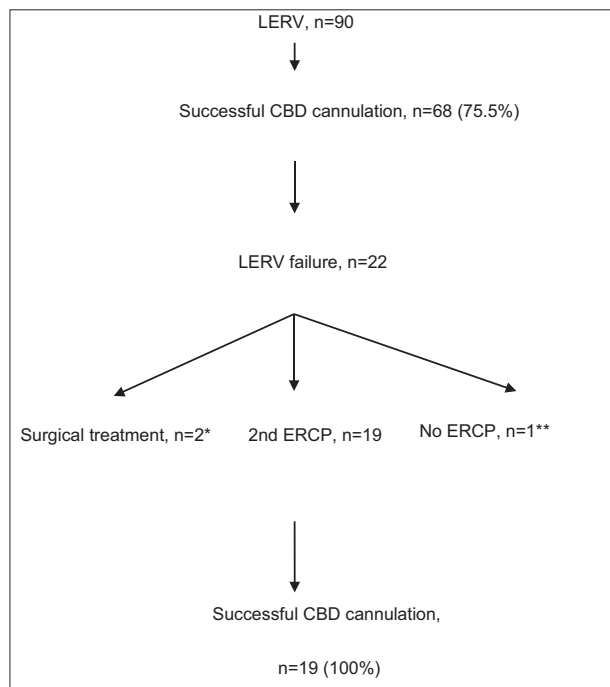 LERV, n=90
Successful CBD cannulation, n=68 (75.5%)
LERV failure, n=22
Surgical treatment, n=2*
2nd ERCP, n=19
No ERCP, n=1**
Successful CBD cannulation,
n=19 (100%)